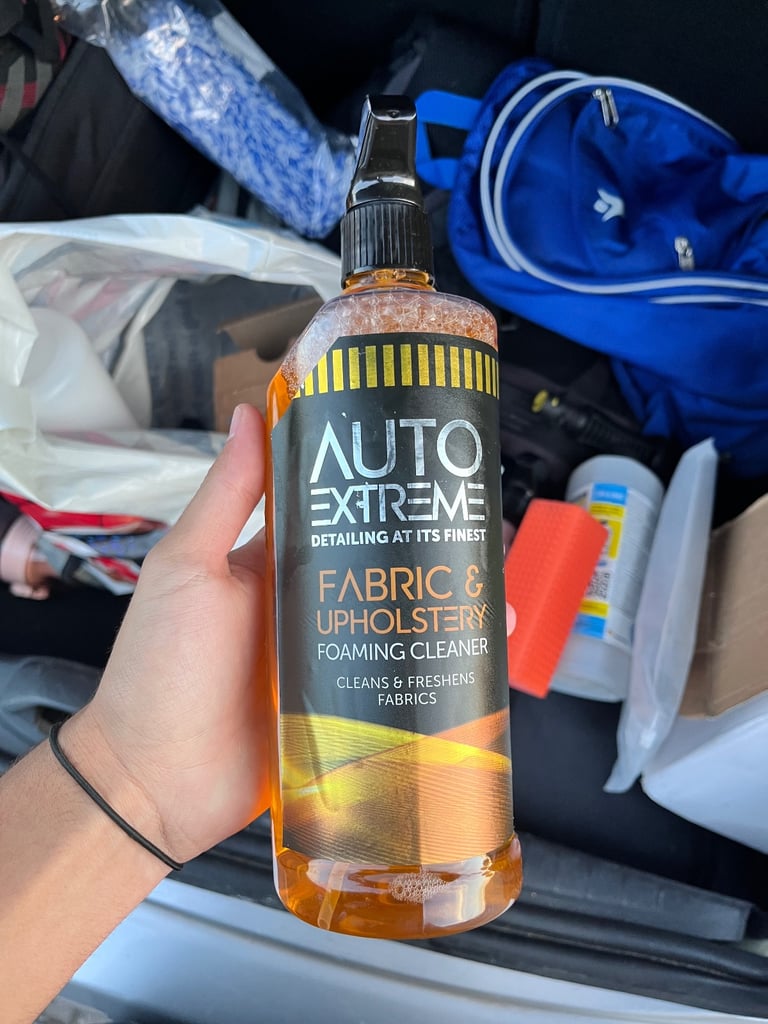 AUTO
EXTREME
DETAILING AT ITS FINEST
FABRIC &
UPHOLSTERY
FOAMING CLEANER
CLEANS & FRESHENS
FABRICS